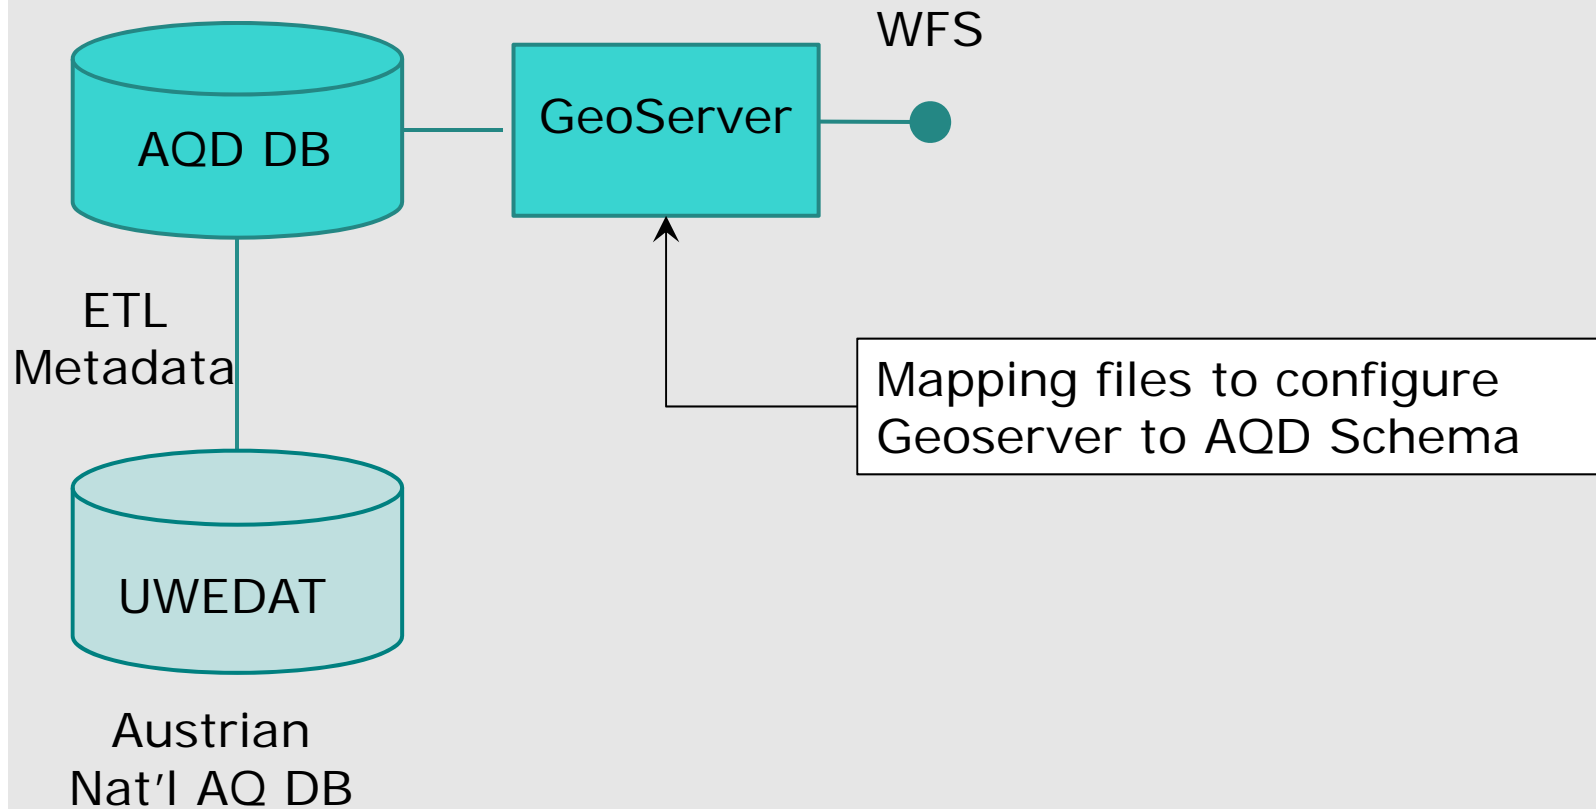 WFS
AQD DB
GeoServer
ETL
Metadata
Mapping files to configure
Geoserver to AQD Schema
UWEDAT
Austrian
Nat'l AQ DB